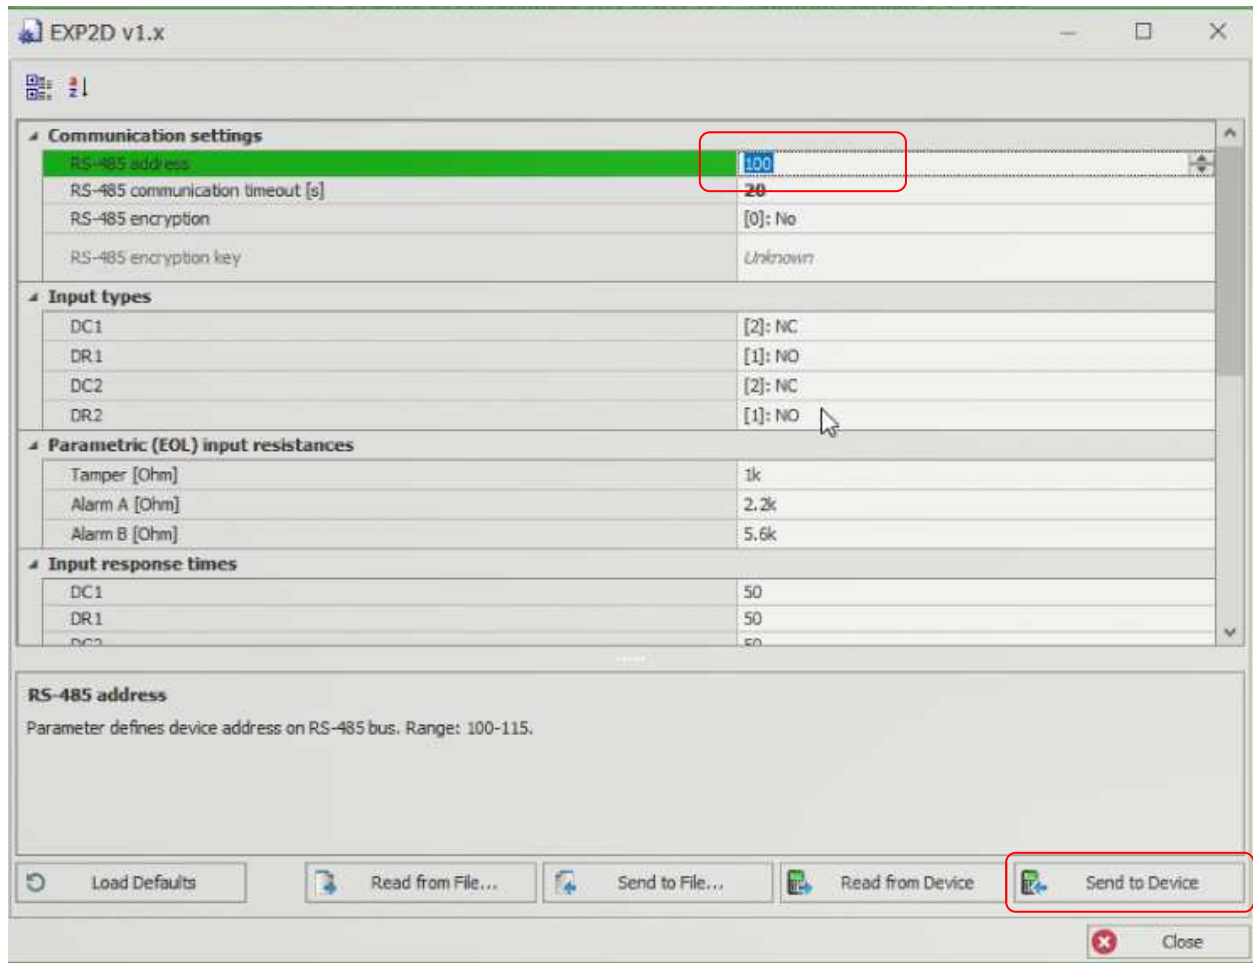 EXP2D v1.x
Communication settings
RS-485 address 100
RS-485 communication timeout [s] 20
RS-485 encryption [0]: No
RS-485 encryption key Unknown
Input types
DC1 [2]: NC
DR1 [1]: NO
DC2 [2]: NC
DR2 [1]: NO
Parametric (EOL) input resistances
Tamper [Ohm] 1k
Alarm A [Ohm] 2.2k
Alarm B [Ohm] 5.6k
Input response times
DC1 50
DR1 50
DC2 50
RS-485 address
Parameter defines device address on RS-485 bus. Range: 100-115.
Load Defaults Read from File... Send to File... Read from Device Send to Device
Close